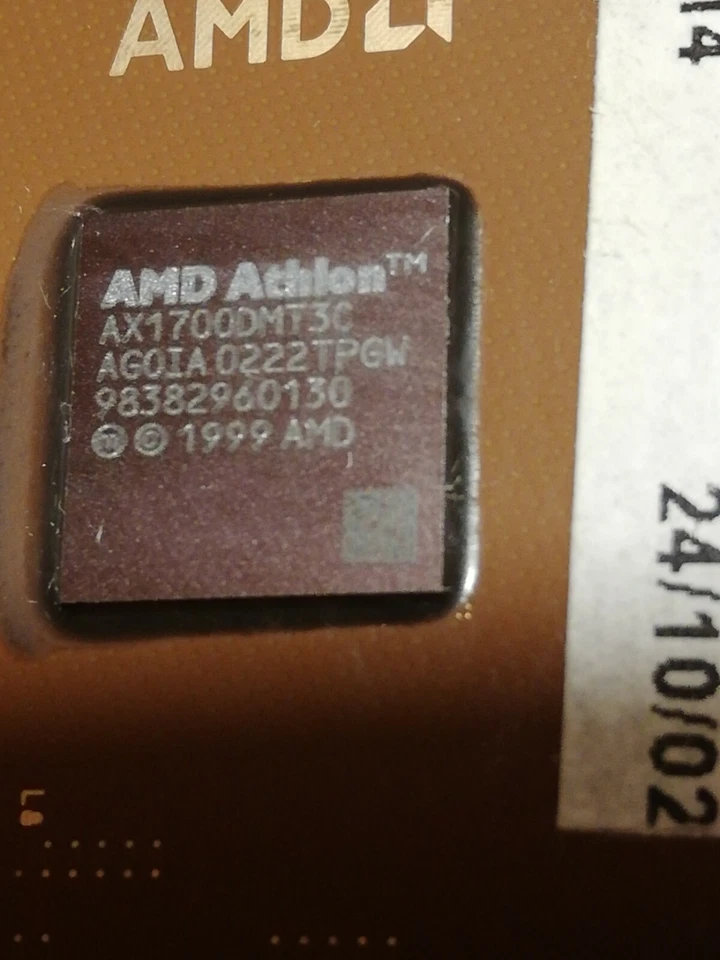 AMD
AMD Athlon™
AX1700DMT3C
AGOIA 0222TPGW
98382960130
Ⓜ © 1999 AMD
24/10/02